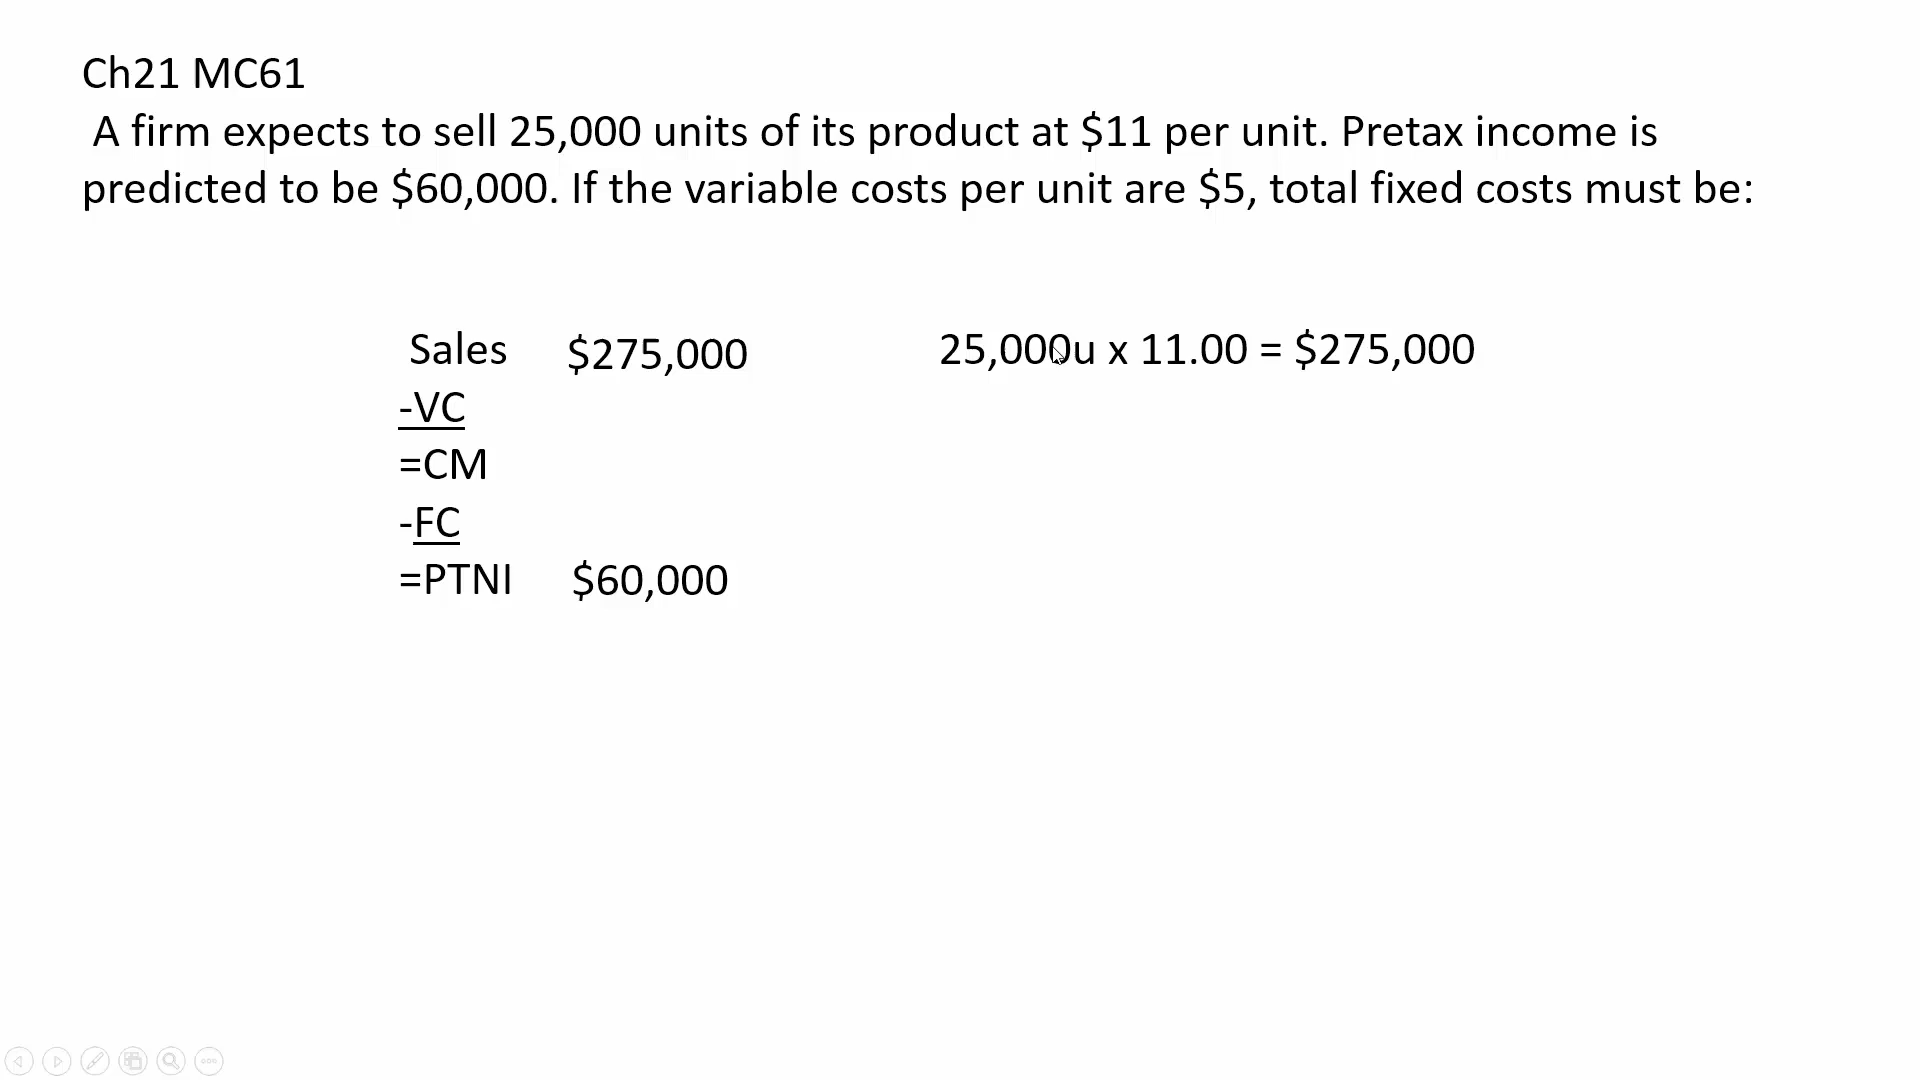 Ch21 MC61
A firm expects to sell 25,000 units of its product at $11 per unit. Pretax income is
predicted to be $60,000. If the variable costs per unit are $5, total fixed costs must be:
Sales $275,000 25,000u x 11.00 = $275,000
-VC
=CM
-FC
=PTNI $60,000